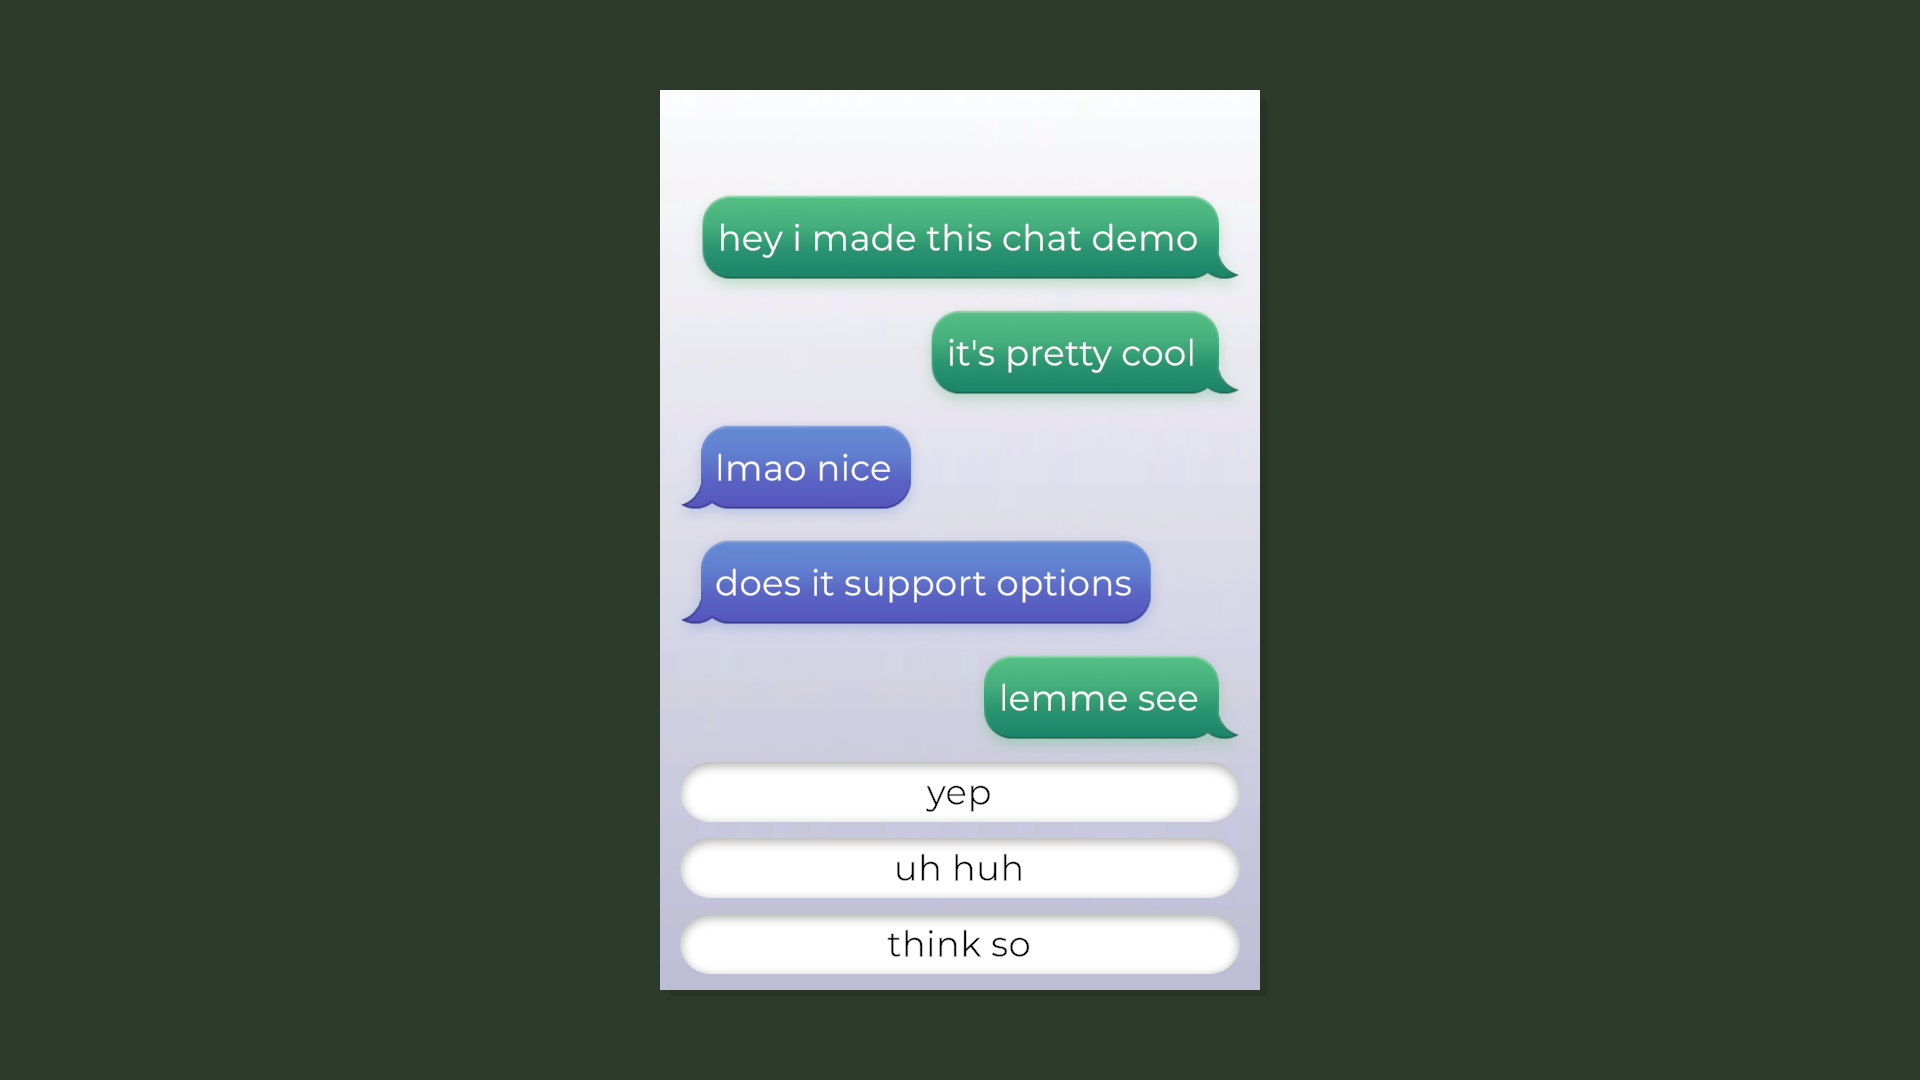 hey i made this chat demo
it's pretty cool
lmao nice
does it support options
lemme see
yep
uh huh
think so